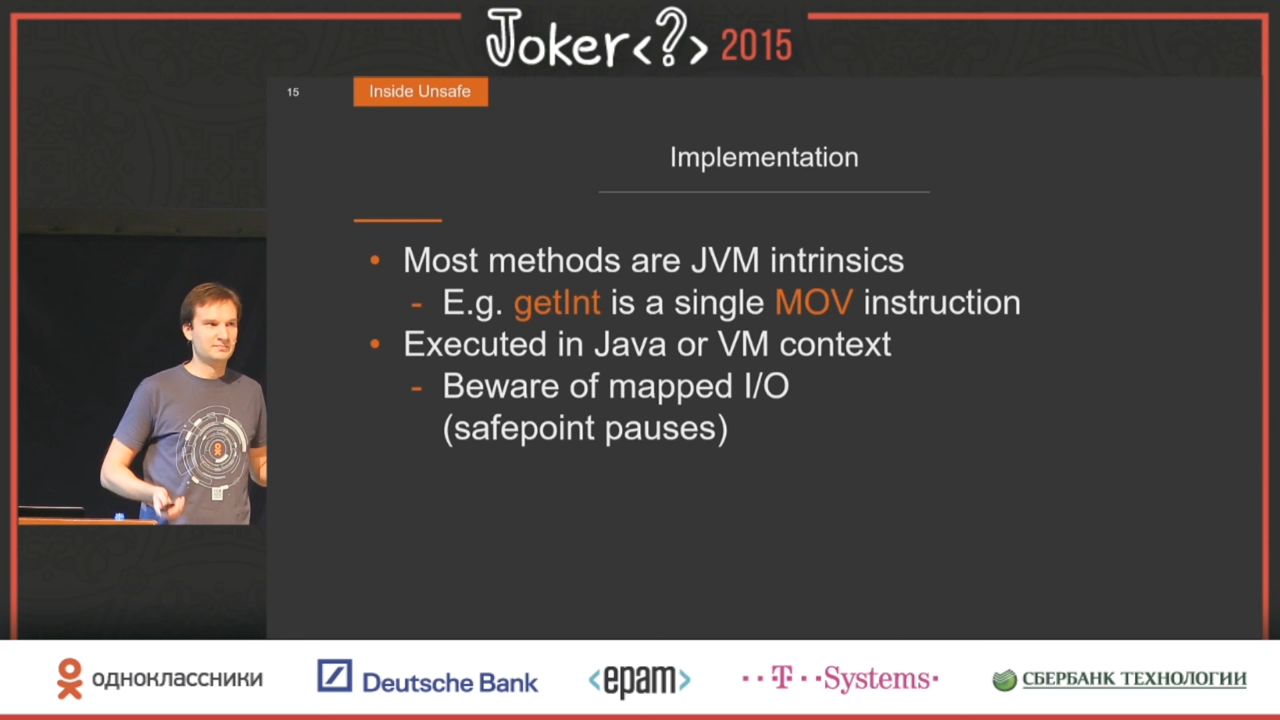 Joker<?> 2015
15
Inside Unsafe
Implementation
• Most methods are JVM intrinsics
- E.g. getInt is a single MOV instruction
• Executed in Java or VM context
- Beware of mapped I/O
(safepoint pauses)
одноклассники
Deutsche Bank
<epam>
· · T · · Systems ·
СБЕРБАНК ТЕХНОЛОГИИ